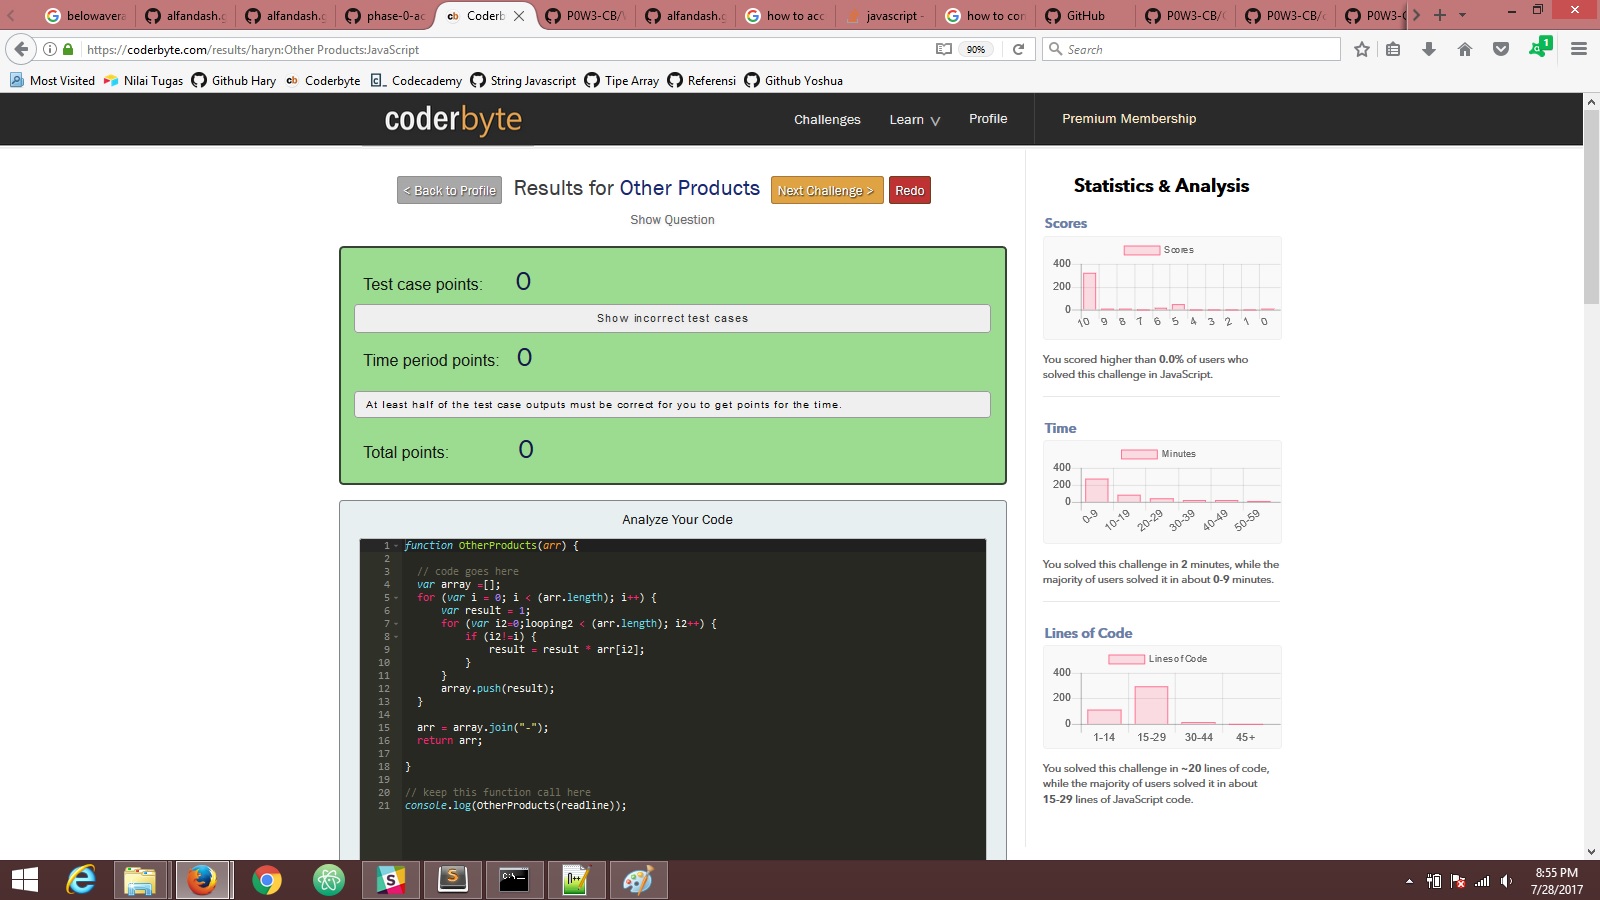 belowavera
alfandash.g
alfandash.g
phase-0-ac
cb Coderb
P0W3-CB/
alfandash.g
how to acc
javascript -
how to con
GitHub
P0W3-CB/
P0W3-CB/
P0W3-C
https://coderbyte.com/results/haryn:Other Products:JavaScript
90%
Search
1
Most Visited
Nilai Tugas
Github Hary
cb Coderbyte
C_ Codecademy
String Javascript
Tipe Array
Referensi
Github Yoshua
coderbyte
Challenges
Learn
Profile
Premium Membership
< Back to Profile
Results for Other Products
Next Challenge >
Redo
Show Question
Test case points: 0
Show incorrect test cases
Time period points: 0
At least half of the test case outputs must be correct for you to get points for the time.
Total points: 0
Analyze Your Code
1 function OtherProducts(arr) {
2
3 // code goes here
4 var array =[];
5 for (var i = 0; i < (arr.length); i++) {
6 var result = 1;
7 for (var i2=0;looping2 < (arr.length); i2++) {
8 if (i2!=i) {
9 result = result * arr[i2];
10 }
11 }
12 array.push(result);
13 }
14
15 arr = array.join("-");
16 return arr;
17
18 }
19
20 // keep this function call here
21 console.log(OtherProducts(readline));
Statistics & Analysis
Scores
Scores
400
200
0
10 9 8 7 6 5 4 3 2 1 0
You scored higher than 0.0% of users who
solved this challenge in JavaScript.
Time
Minutes
400
200
0
0-9 10-19 20-29 30-39 40-49 50-59
You solved this challenge in 2 minutes, while the
majority of users solved it in about 0-9 minutes.
Lines of Code
Lines of Code
400
200
0
1-14 15-29 30-44 45+
You solved this challenge in ~20 lines of code,
while the majority of users solved it in about
15-29 lines of JavaScript code.
8:55 PM
7/28/2017